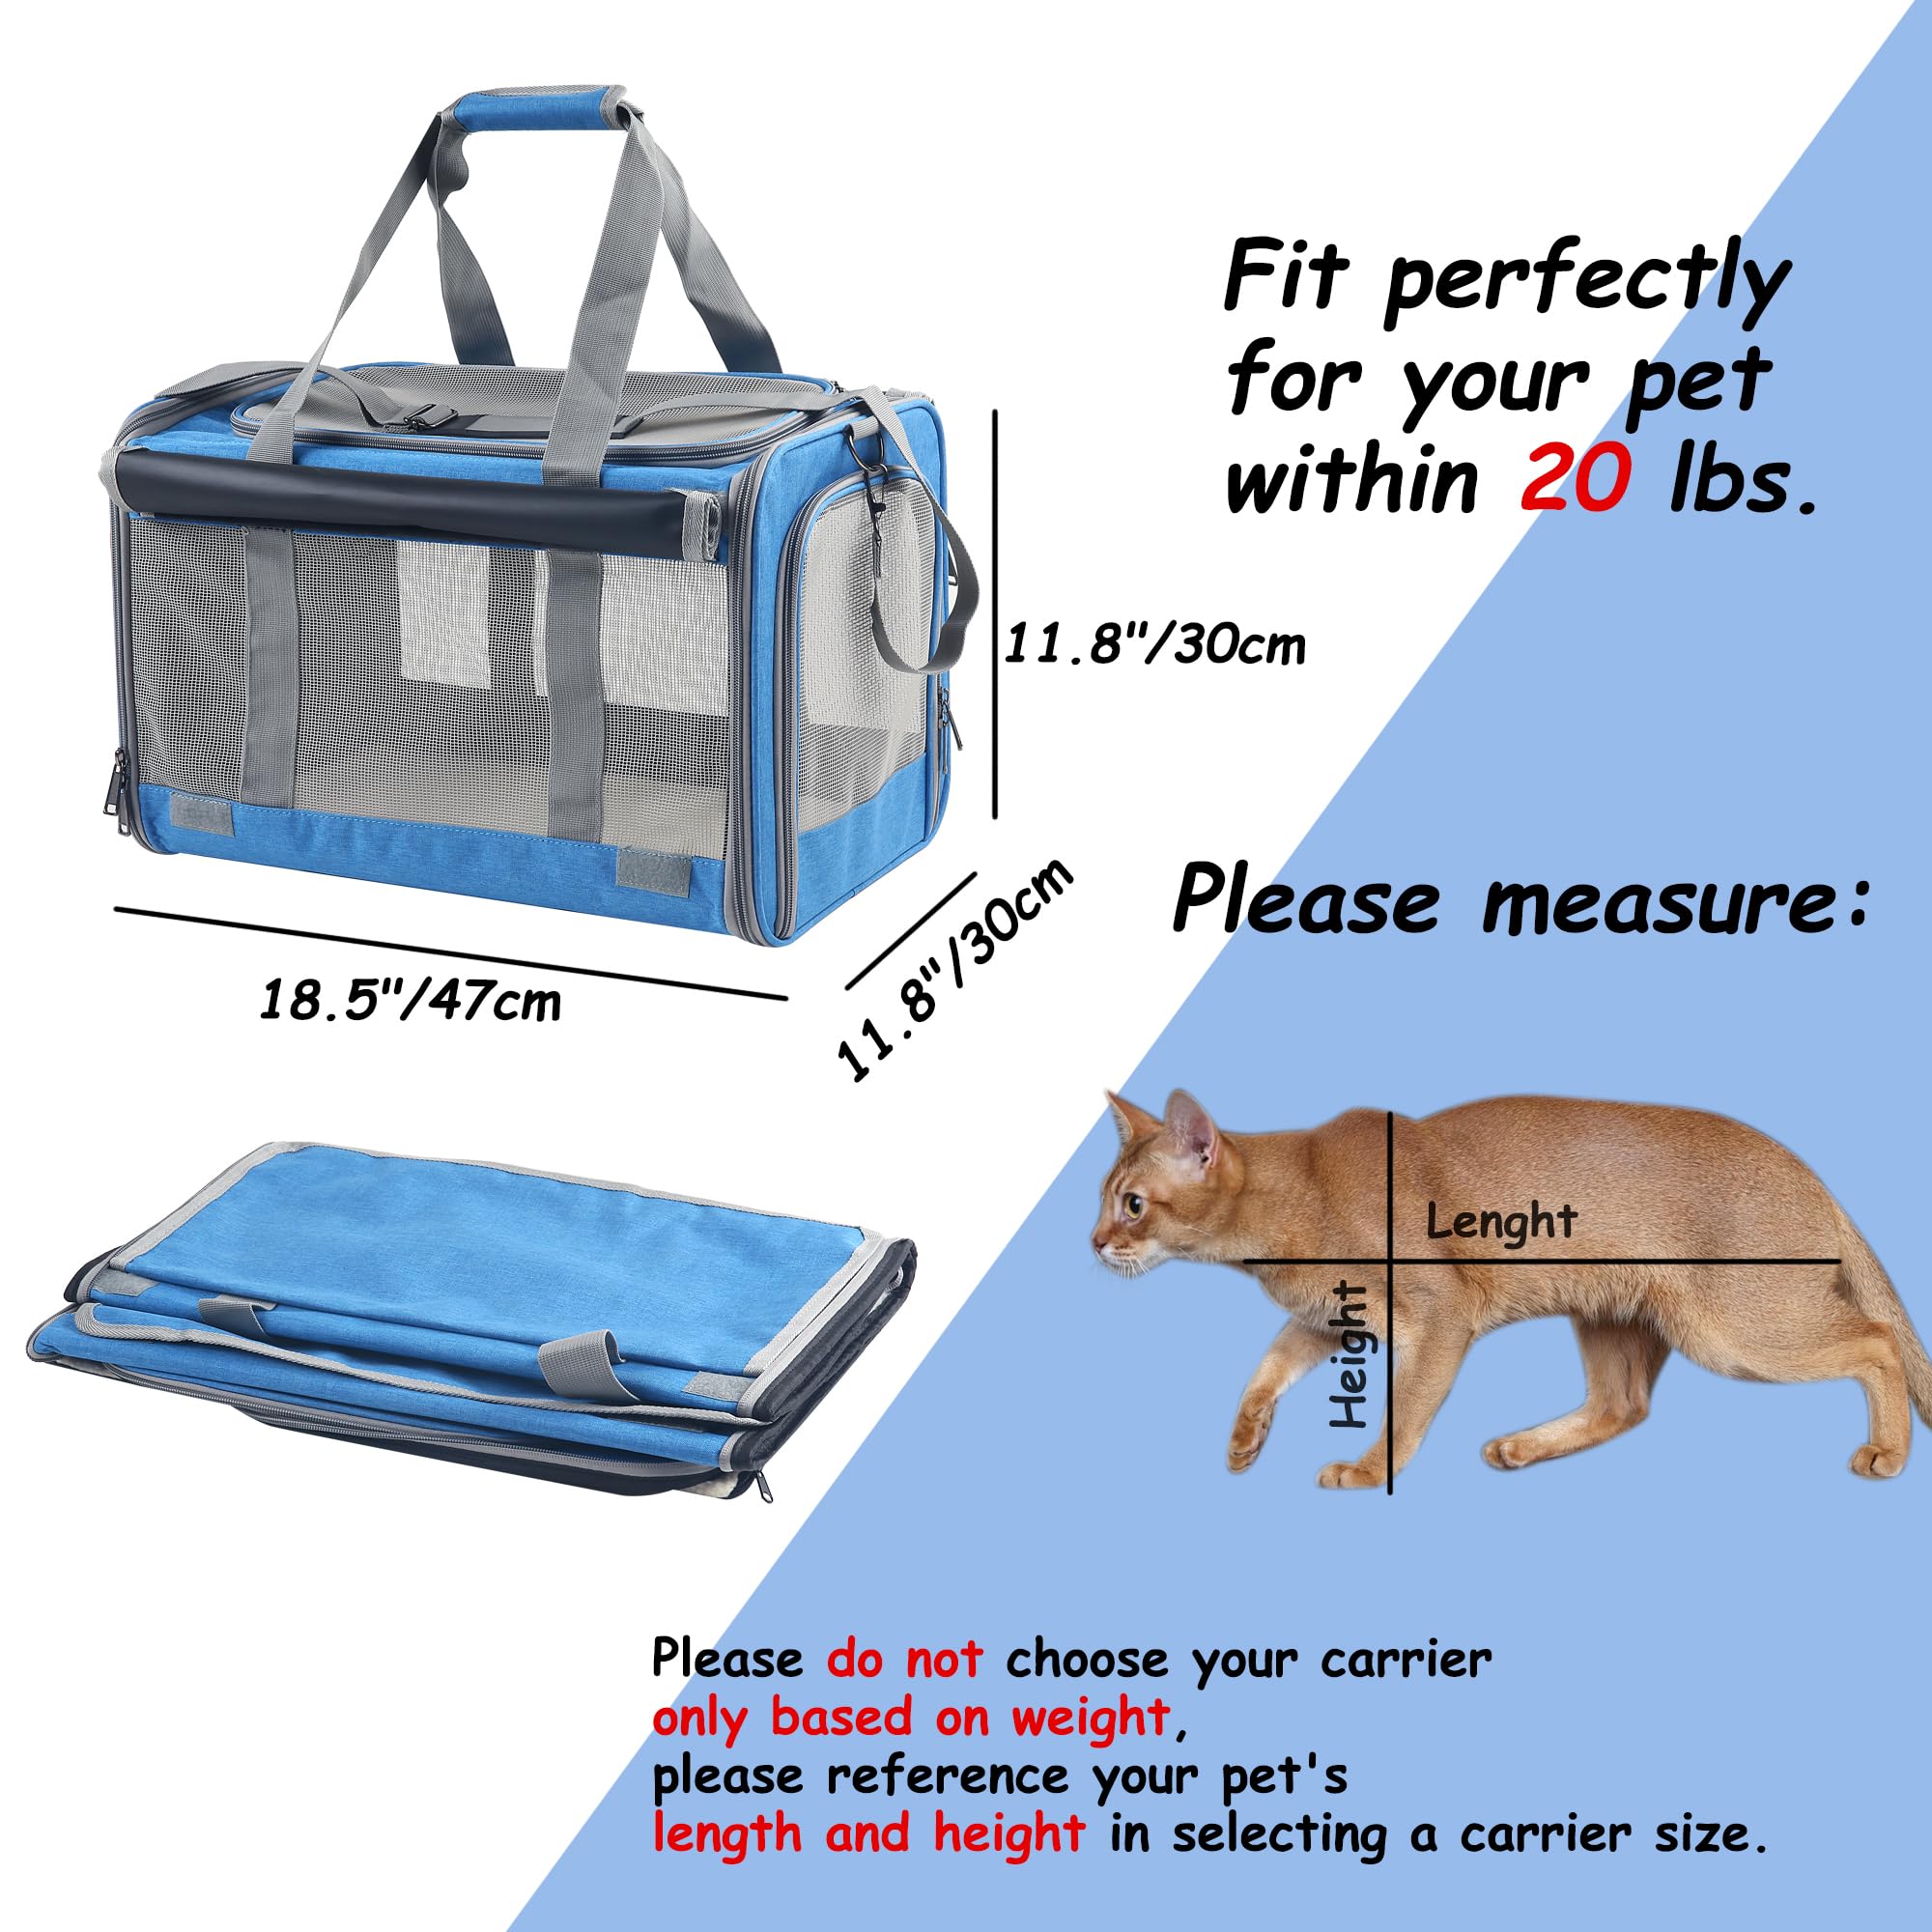 Fit perfectly
for your pet
within 20 lbs.
11.8"/30cm
11.8"/30cm
18.5"/47cm
Please measure:
Lenght
Height
Please do not choose your carrier
only based on weight,
please reference your pet's
length and height in selecting a carrier size.